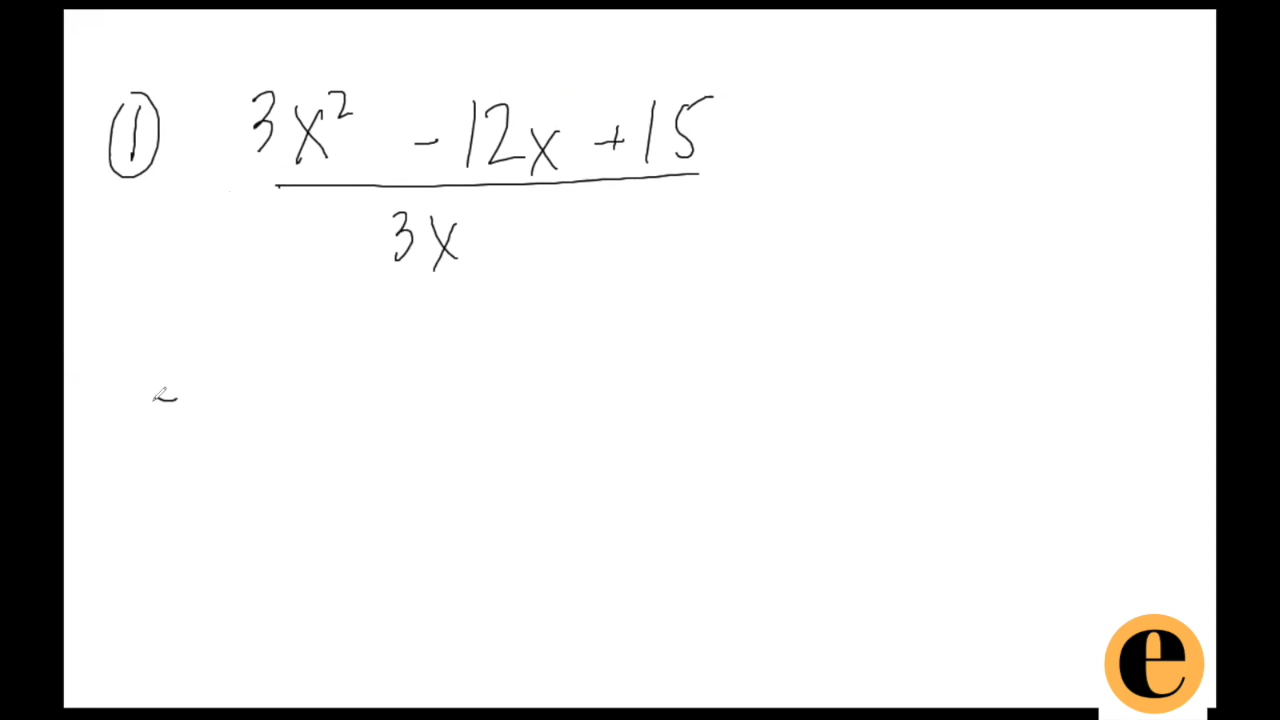 ① 3x² - 12x + 15
3x
e